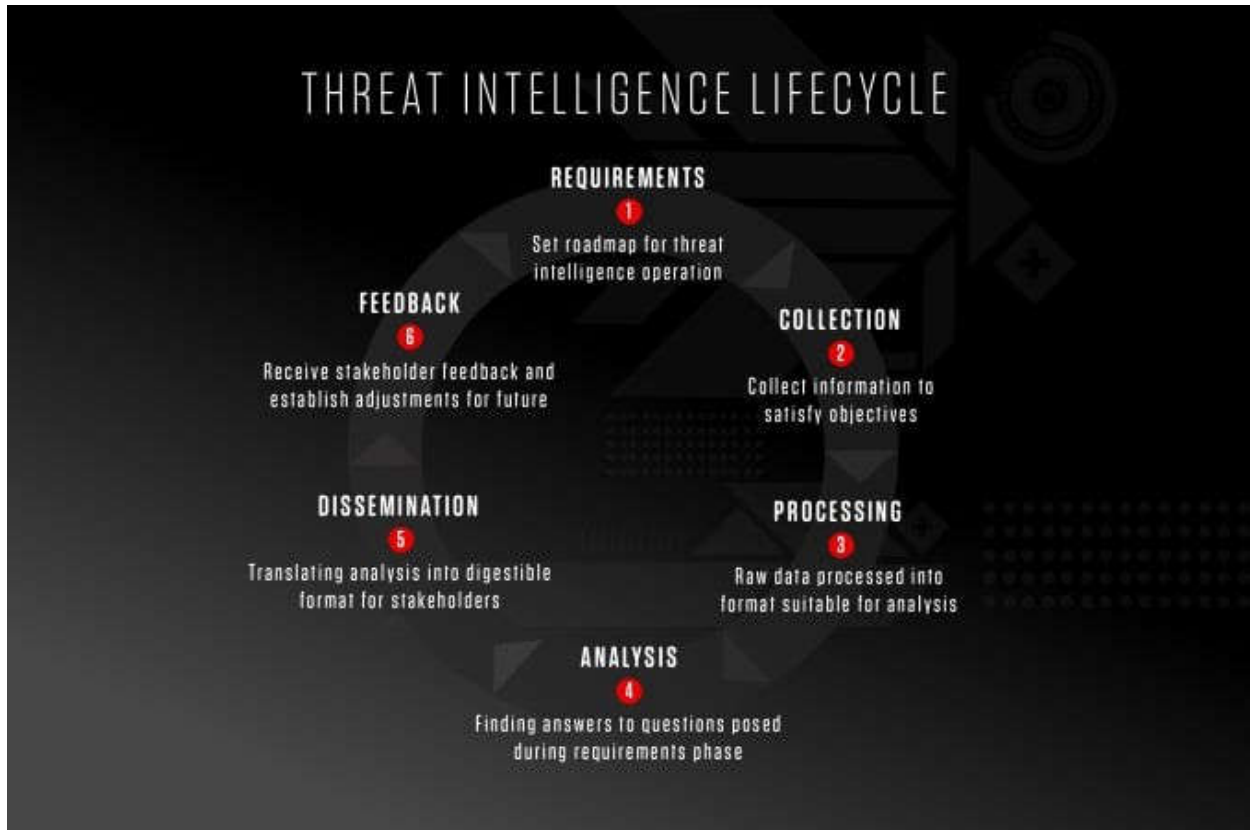 THREAT INTELLIGENCE LIFECYCLE
REQUIREMENTS
1
Set roadmap for threat
intelligence operation
COLLECTION
2
Collect information to
satisfy objectives
PROCESSING
3
Raw data processed into
format suitable for analysis
ANALYSIS
4
Finding answers to questions posed
during requirements phase
DISSEMINATION
5
Translating analysis into digestible
format for stakeholders
FEEDBACK
6
Receive stakeholder feedback and
establish adjustments for future